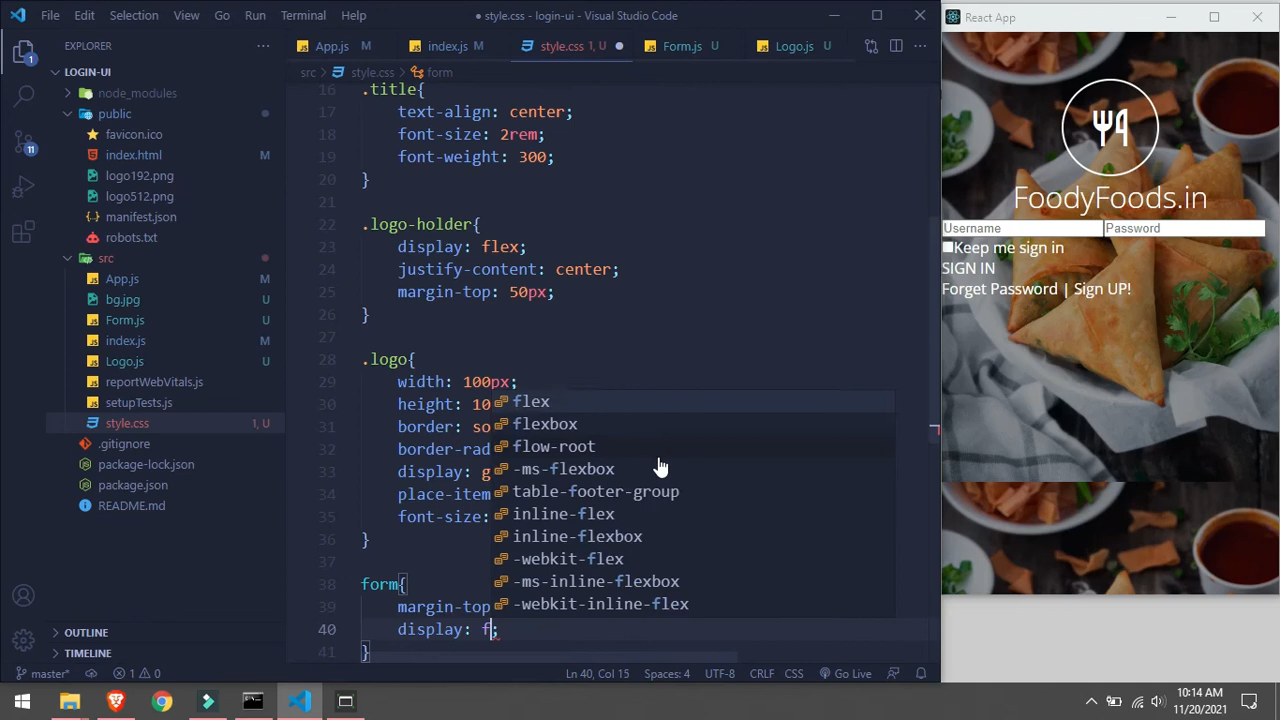 File Edit Selection View Go Run Terminal Help
style.css - login-ui - Visual Studio Code
React App
EXPLORER
App.js M
index.js M
style.css 1, U
Form.js U
Logo.js U
LOGIN-UI
src > style.css > form
node_modules
public
favicon.ico
index.html M
logo192.png
logo512.png
manifest.json
robots.txt
src
App.js M
bg.jpg U
Form.js U
index.js M
Logo.js U
reportWebVitals.js
setupTests.js
style.css 1, U
.gitignore
package-lock.json
package.json
README.md
OUTLINE
TIMELINE
16 .title{
17 text-align: center;
18 font-size: 2rem;
19 font-weight: 300;
20 }
21
22 .logo-holder{
23 display: flex;
24 justify-content: center;
25 margin-top: 50px;
26 }
27
28 .logo{
29 width: 100px;
30 height: 10
31 border: so
32 border-rad
33 display: g
34 place-item
35 font-size:
36 }
37
38 form{
39 margin-top
40 display: f;
41 }
flex
flexbox
flow-root
-ms-flexbox
table-footer-group
inline-flex
inline-flexbox
-webkit-flex
-ms-inline-flexbox
-webkit-inline-flex
FoodyFoods.in
Username Password
Keep me sign in
SIGN IN
Forget Password | Sign UP!
1
11
master* 1 0
Ln 40, Col 15 Spaces: 4 UTF-8 CRLF CSS Go Live
10:14 AM
11/20/2021